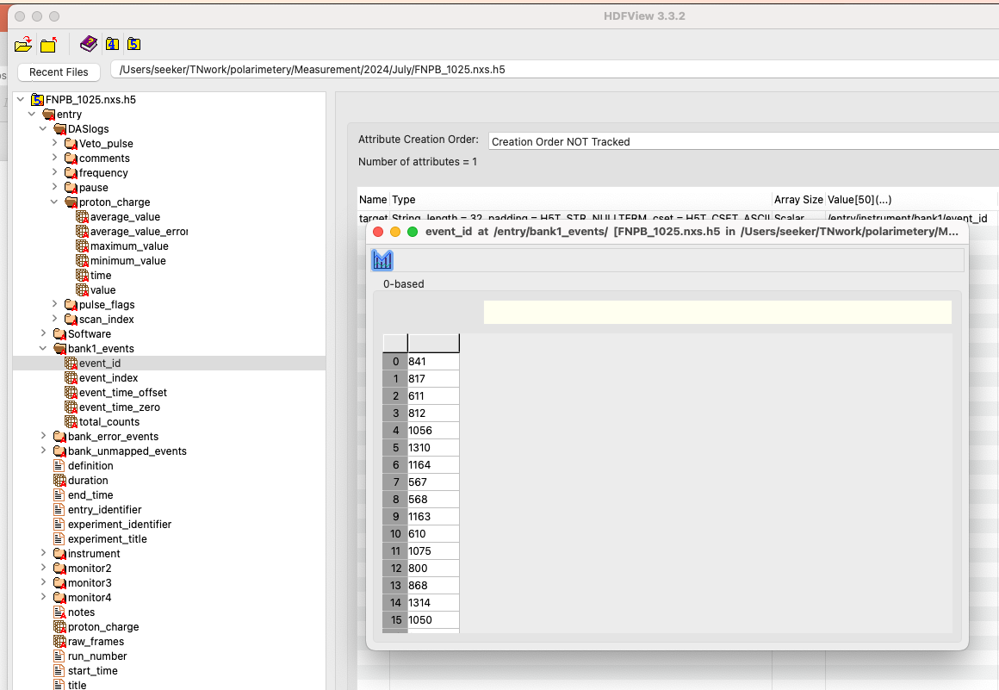 HDFView 3.3.2
Recent Files
/Users/seeker/TNwork/polarimetery/Measurement/2024/July/FNPB_1025.nxs.h5
FNPB_1025.nxs.h5
entry
DASlogs
Veto_pulse
comments
frequency
pause
proton_charge
average_value
average_value_error
maximum_value
minimum_value
time
value
pulse_flags
scan_index
Software
bank1_events
event_id
event_index
event_time_offset
event_time_zero
total_counts
bank_error_events
bank_unmapped_events
definition
duration
end_time
entry_identifier
experiment_identifier
experiment_title
instrument
monitor2
monitor3
monitor4
notes
proton_charge
raw_frames
run_number
start_time
title
Attribute Creation Order: Creation Order NOT Tracked
Number of attributes = 1
Name Type Array Size Value[50](...)
target String, length = 32, padding = H5T_STR_NULLTERM, cset = H5T_CSET_ASCII Scalar /entry/instrument/bank1/event_id
event_id at /entry/bank1_events/ [FNPB_1025.nxs.h5 in /Users/seeker/TNwork/polarimetery/M...
0-based
0 841
1 817
2 611
3 812
4 1056
5 1310
6 1164
7 567
8 568
9 1163
10 610
11 1075
12 800
13 868
14 1314
15 1050